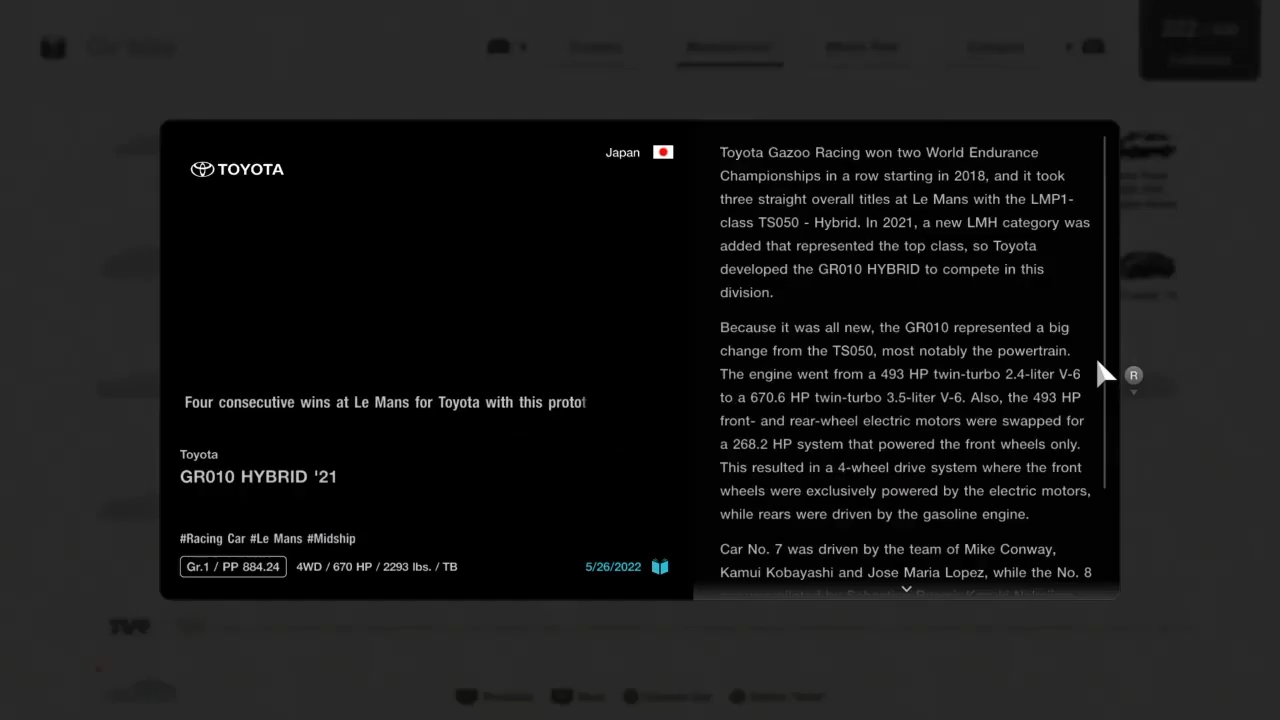 TOYOTA
Japan
Four consecutive wins at Le Mans for Toyota with this protot
Toyota
GR010 HYBRID '21
#Racing Car #Le Mans #Midship
Gr.1 / PP 884.24
4WD / 670 HP / 2293 lbs. / TB
5/26/2022
Toyota Gazoo Racing won two World Endurance
Championships in a row starting in 2018, and it took
three straight overall titles at Le Mans with the LMP1-
class TS050 - Hybrid. In 2021, a new LMH category was
added that represented the top class, so Toyota
developed the GR010 HYBRID to compete in this
division.
Because it was all new, the GR010 represented a big
change from the TS050, most notably the powertrain.
The engine went from a 493 HP twin-turbo 2.4-liter V-6
to a 670.6 HP twin-turbo 3.5-liter V-6. Also, the 493 HP
front- and rear-wheel electric motors were swapped for
a 268.2 HP system that powered the front wheels only.
This resulted in a 4-wheel drive system where the front
wheels were exclusively powered by the electric motors,
while rears were driven by the gasoline engine.
Car No. 7 was driven by the team of Mike Conway,
Kamui Kobayashi and Jose Maria Lopez, while the No. 8
R
TVR